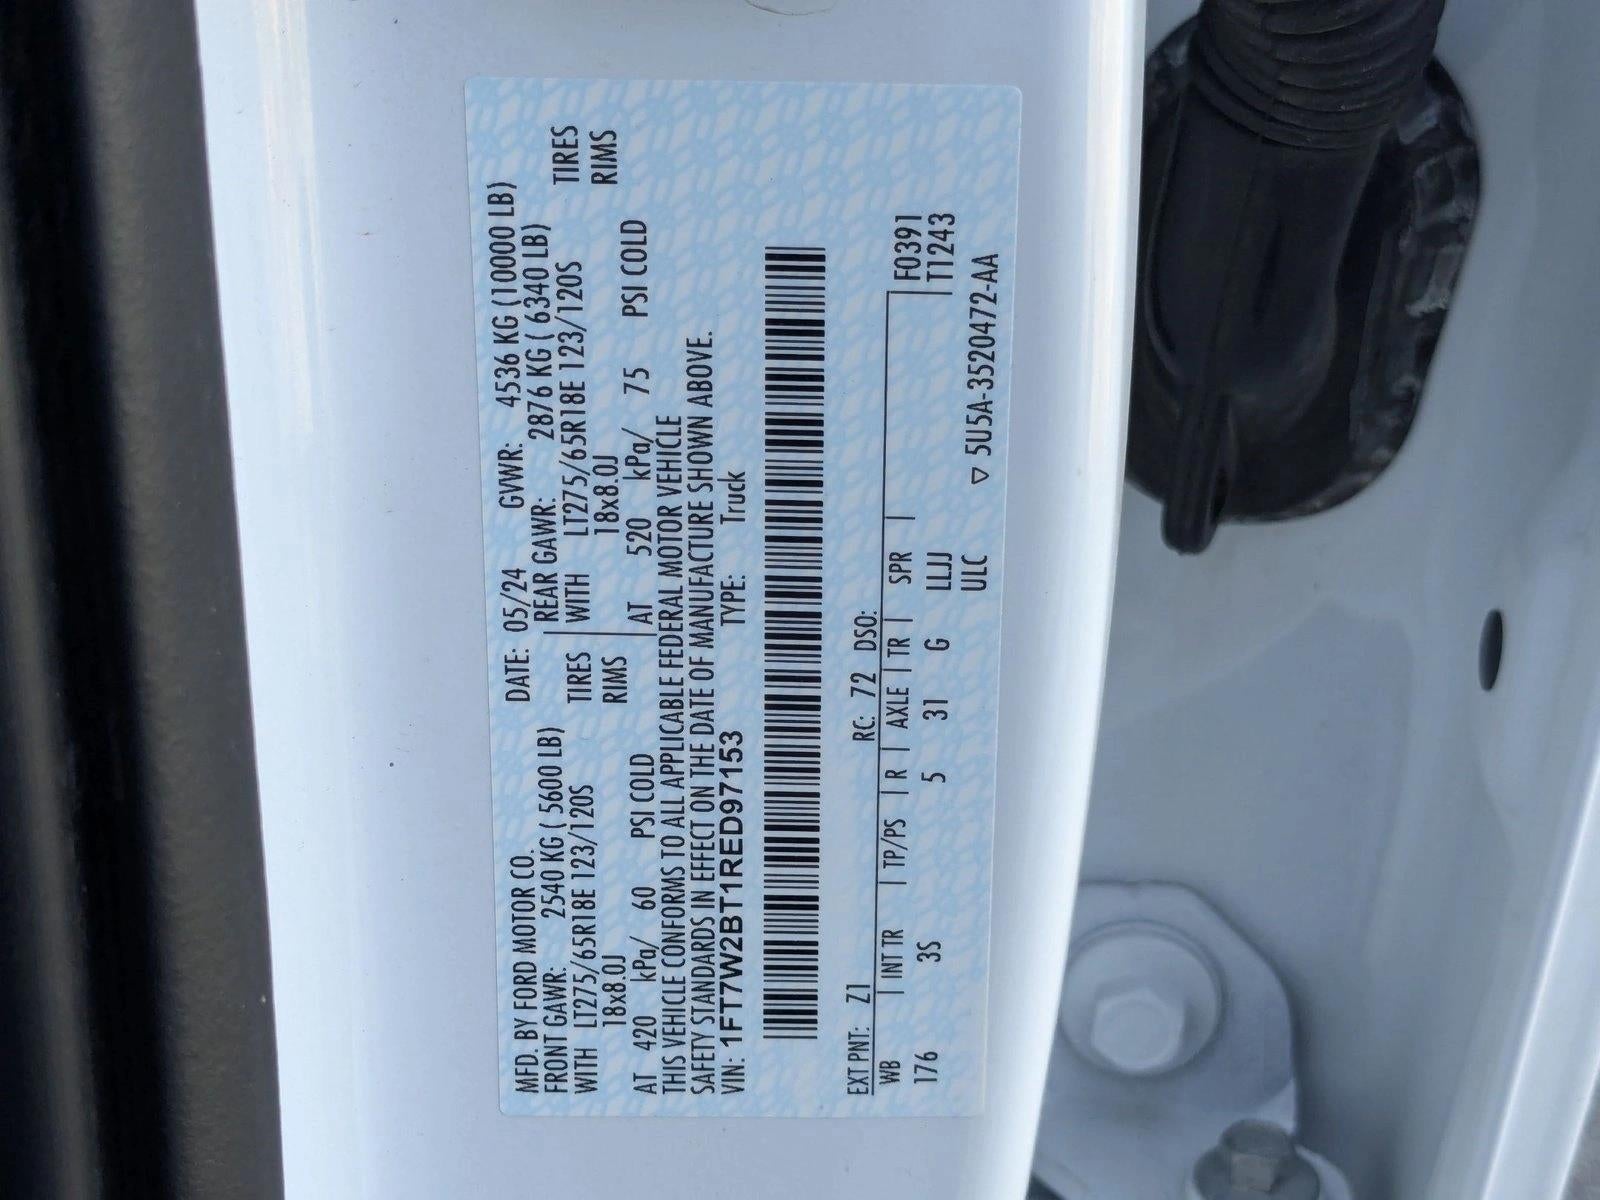 MFD. BY FORD MOTOR CO. DATE: 05/24 GVWR: 4536 KG (10000 LB)
FRONT GAWR: 2540 KG ( 5600 LB) REAR GAWR: 2876 KG ( 6340 LB)
WITH LT275/65R18E 123/120S TIRES WITH LT275/65R18E 123/120S TIRES
18x8.0J RIMS 18x8.0J RIMS
AT 420 kPa/ 60 PSI COLD AT 520 kPa/ 75 PSI COLD
THIS VEHICLE CONFORMS TO ALL APPLICABLE FEDERAL MOTOR VEHICLE
SAFETY STANDARDS IN EFFECT ON THE DATE OF MANUFACTURE SHOWN ABOVE.
VIN: 1FT7W2BT1RED97153 TYPE: Truck
EXT PNT: Z1 RC: 72 DSO:
WB | INT TR | TP/PS | R | AXLE | TR | SPR | F0391
176 3S 5 31 G LLJJ T1243
ULC ▽ 5U5A-3520472-AA